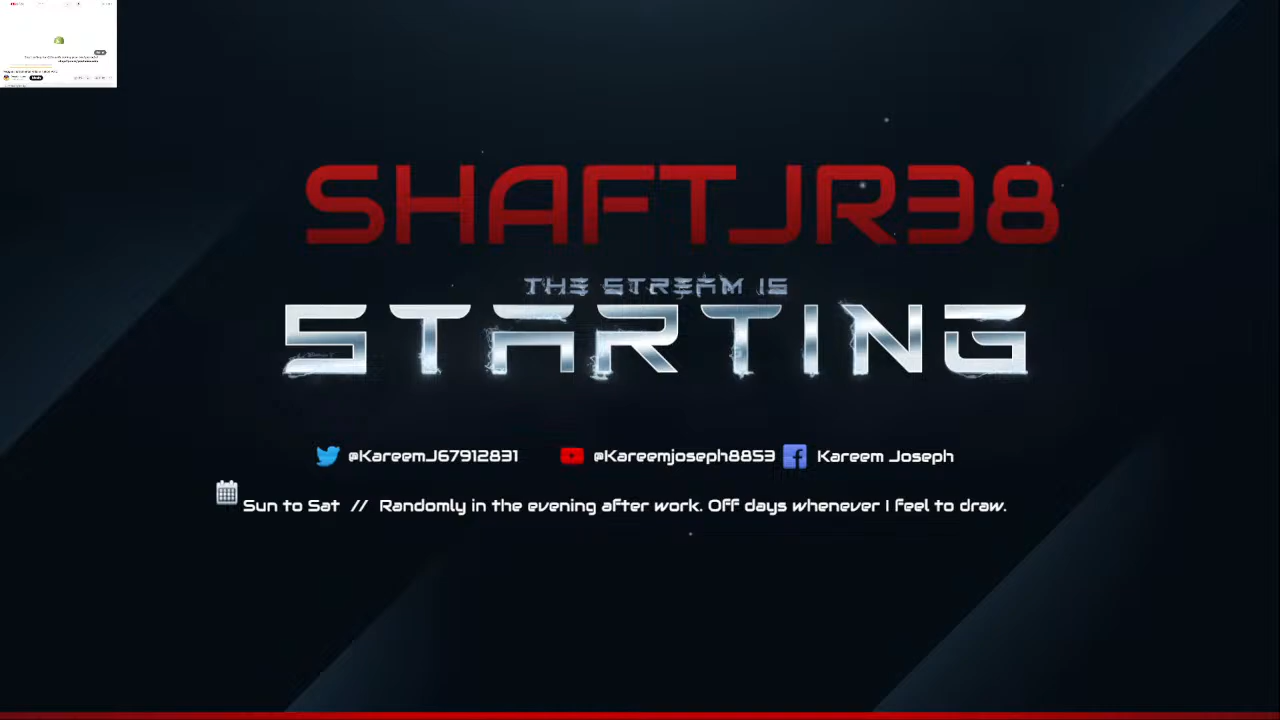 SHAFTJR38
THE STREAM IS
STARTING
@KareemJ67912831 @Kareemjoseph8853 Kareem Joseph
Sun to Sat // Randomly in the evening after work. Off days whenever I feel to draw.